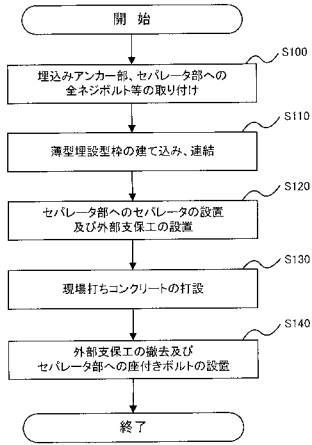 開 始
S100
埋込みアンカー部、セパレータ部への
全ネジボルト等の取り付け
S110
薄型埋設型枠の建て込み、連結
S120
セパレータ部へのセパレータの設置
及び外部支保工の設置
S130
現場打ちコンクリートの打設
S140
外部支保工の撤去及び
セパレータ部への座付きボルトの設置
終了